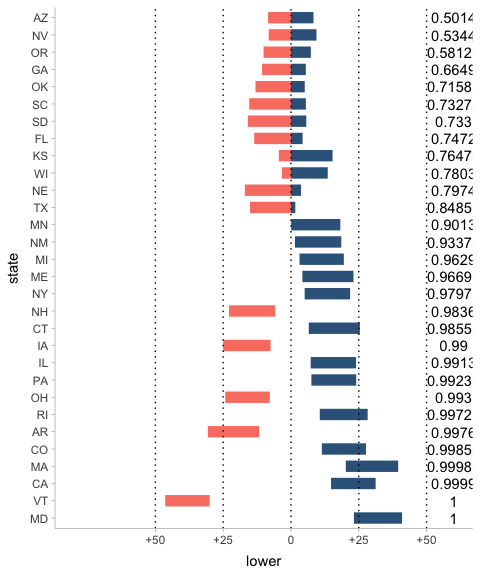 AZ 0.5014
NV 0.5344
OR 0.5812
GA 0.6649
OK 0.7158
SC 0.7327
SD 0.733
FL 0.7472
KS 0.7647
WI 0.7803
NE 0.7974
TX 0.8485
MN 0.9013
NM 0.9337
MI 0.9629
ME 0.9669
NY 0.9797
NH 0.9836
CT 0.9855
IA 0.99
IL 0.9913
PA 0.9923
OH 0.993
RI 0.9972
AR 0.9976
CO 0.9985
MA 0.9998
CA 0.9999
VT 1
MD 1
state
+50 +25 0 +25 +50
lower